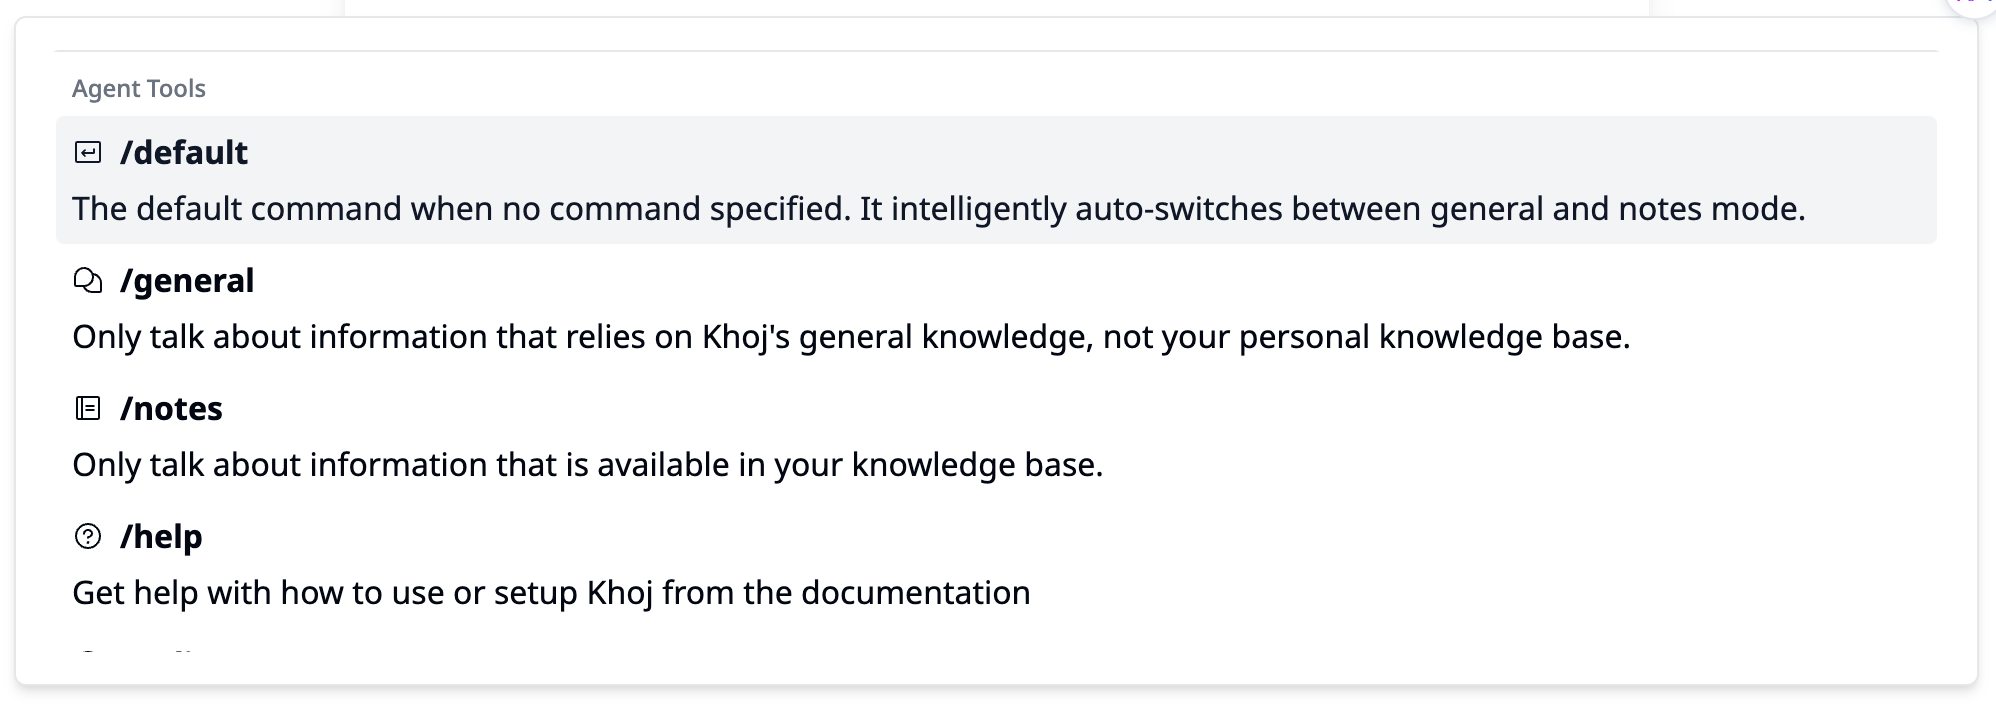 Agent Tools
/default
The default command when no command specified. It intelligently auto-switches between general and notes mode.
/general
Only talk about information that relies on Khoj's general knowledge, not your personal knowledge base.
/notes
Only talk about information that is available in your knowledge base.
/help
Get help with how to use or setup Khoj from the documentation